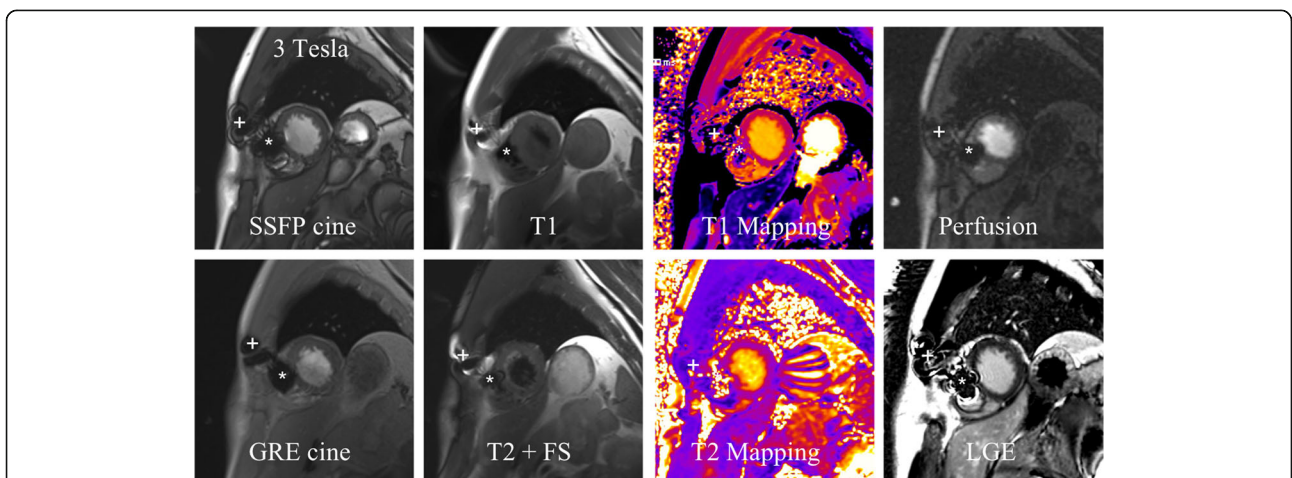 3 Tesla
SSFP cine
T1
T1 Mapping
Perfusion
GRE cine
T2 + FS
T2 Mapping
LGE